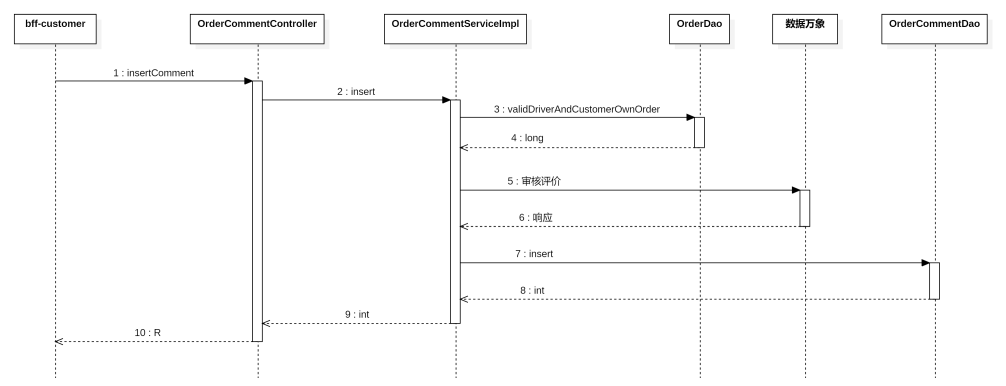 bff-customer
OrderCommentController
OrderCommentServiceImpl
OrderDao
数据万象
OrderCommentDao
1 : insertComment
2 : insert
3 : validDriverAndCustomerOwnOrder
4 : long
5 : 审核评价
6 : 响应
7 : insert
8 : int
9 : int
10 : R